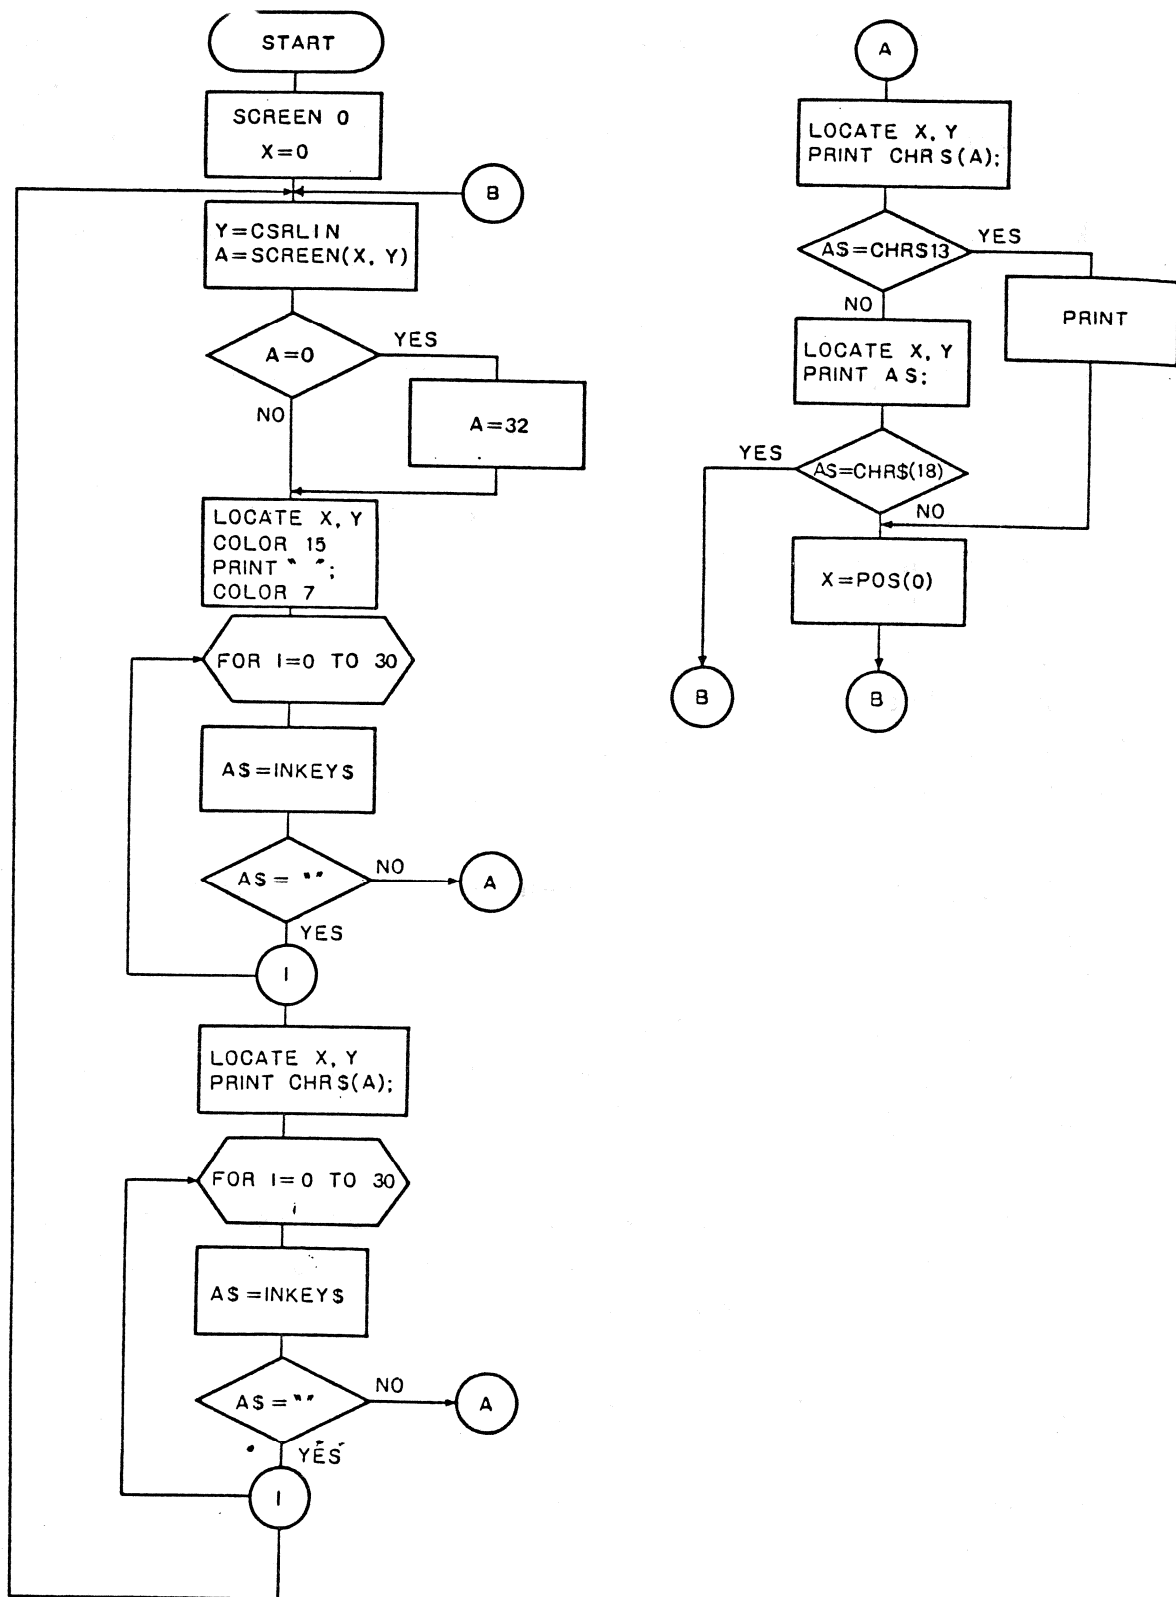 START
SCREEN 0
X=0
B
Y=CSRLIN
A=SCREEN(X, Y)
A=0
YES
NO
A=32
LOCATE X, Y
COLOR 15
PRINT " ";
COLOR 7
FOR I=0 TO 30
A$=INKEY$
A$= ""
NO
A
YES
I
LOCATE X, Y
PRINT CHR$(A);
FOR I=0 TO 30
A$=INKEY$
A$=""
NO
A
YES
I
A
LOCATE X, Y
PRINT CHR$(A);
A$=CHR$13
YES
NO
PRINT
LOCATE X, Y
PRINT A$;
YES
A$=CHR$(18)
NO
X=POS(0)
B
B